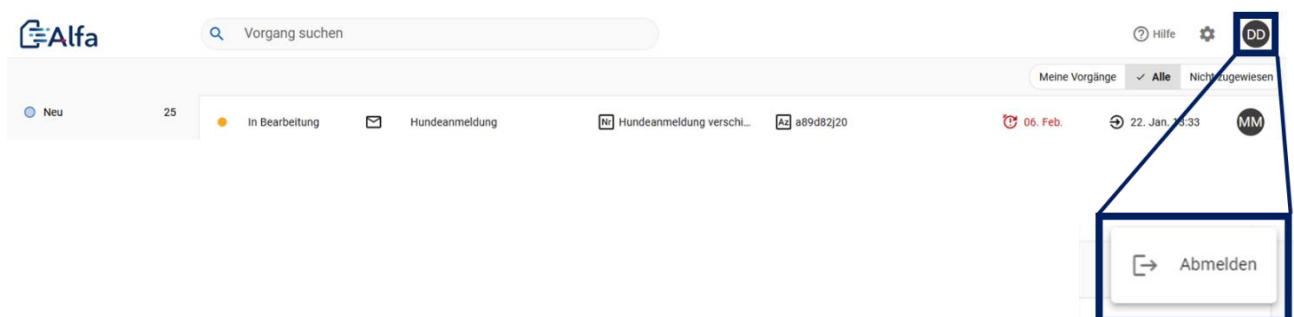 Alfa
Vorgang suchen
Hilfe
DD
Meine Vorgänge Alle Nicht zugewiesen
Neu 25
In Bearbeitung Hundeanmeldung Nr Hundeanmeldung verschi... Az a89d82j20 06. Feb. 22. Jan. 13:33 MM
Abmelden